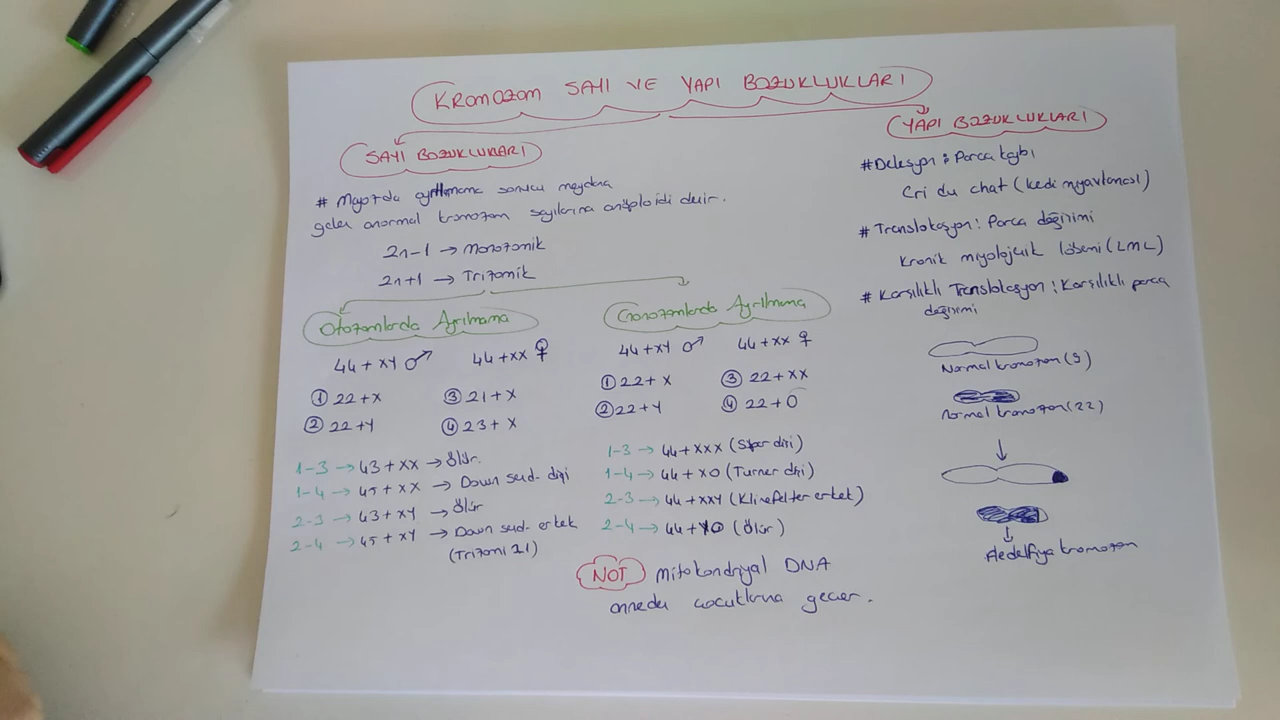 KROMOZOM SAYI VE YAPI BOZUKLUKLARI
SAYI BOZUKLUKLARI
# Mayozda ayrılmama sonucu meydana
gelen anormal kromozom sayılarına anöploidi denir.
2n-1 → Monozomik
2n+1 → Trizomik
Otozomlarda Ayrılmama
44+XY ♂ 44+XX ♀
① 22+X ③ 21+X
② 22+Y ④ 23+X
1-3 → 43+XX → Ölür.
1-4 → 45+XX → Down send. dişi
2-3 → 43+XY → Ölür
2-4 → 45+XY → Down send. erkek
(Trizomi 21)
Gonozomlarda Ayrılmama
44+XY ♂ 44+XX ♀
① 22+X ③ 22+XX
② 22+Y ④ 22+O
1-3 → 44+XXX (Süper dişi)
1-4 → 44+XO (Turner dişi)
2-3 → 44+XXY (Klinefelter erkek)
2-4 → 44+YO (Ölür)
NOT mitokondriyal DNA
anneden çocuklarına geçer.
YAPI BOZUKLUKLARI
# Delesyon : Parça kaybı
Cri du chat (kedi miyavlaması)
# Translokasyon : Parça değişimi
Kronik miyolojik lösemi (LML)
# Karşılıklı Translokasyon : Karşılıklı parça
değişimi
Normal kromozom (9)
Normal kromozom (22)
kromozom